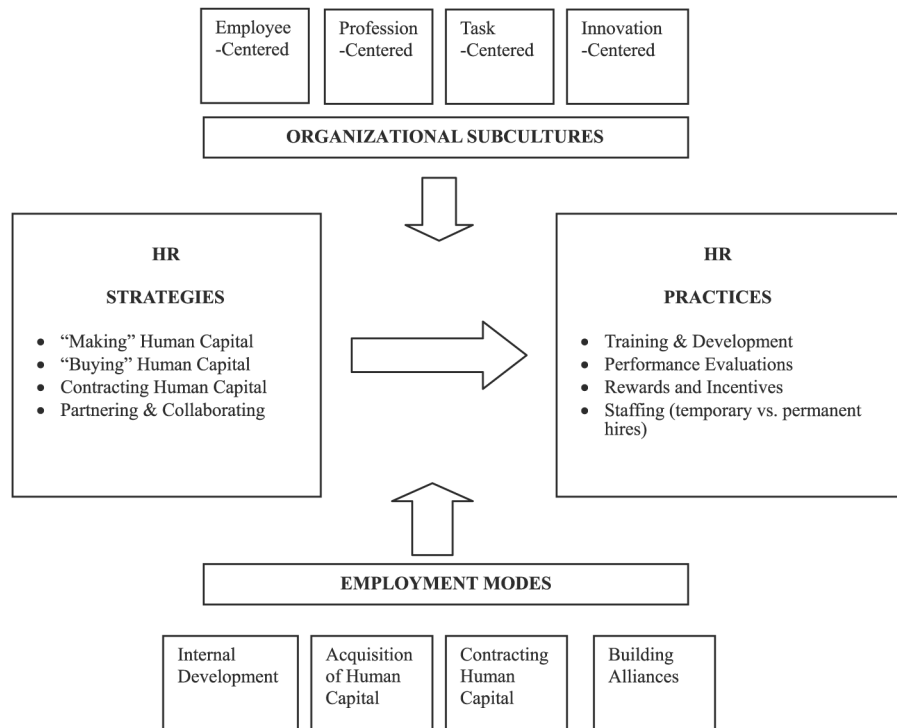 Employee
-Centered
Profession
-Centered
Task
-Centered
Innovation
-Centered
ORGANIZATIONAL SUBCULTURES
HR
STRATEGIES
• “Making” Human Capital
• “Buying” Human Capital
• Contracting Human Capital
• Partnering & Collaborating
HR
PRACTICES
• Training & Development
• Performance Evaluations
• Rewards and Incentives
• Staffing (temporary vs. permanent
hires)
EMPLOYMENT MODES
Internal
Development
Acquisition
of Human
Capital
Contracting
Human
Capital
Building
Alliances